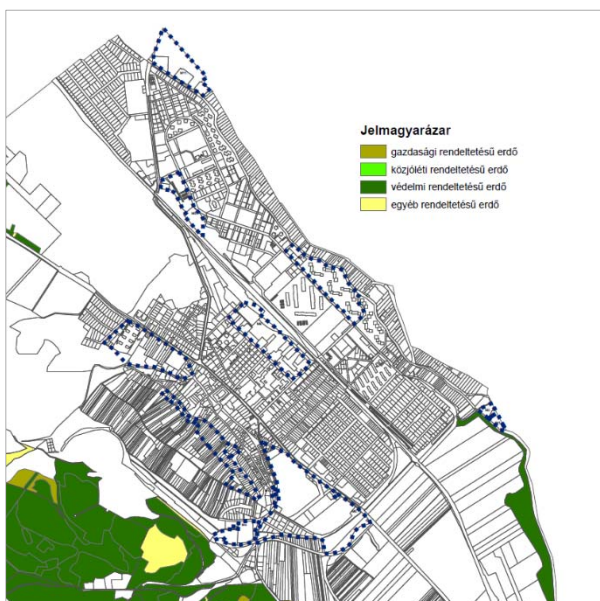 Jelmagyarázar
gazdasági rendeltetésű erdő
közjóléti rendeltetésű erdő
védelmi rendeltetésű erdő
egyéb rendeltetésű erdő